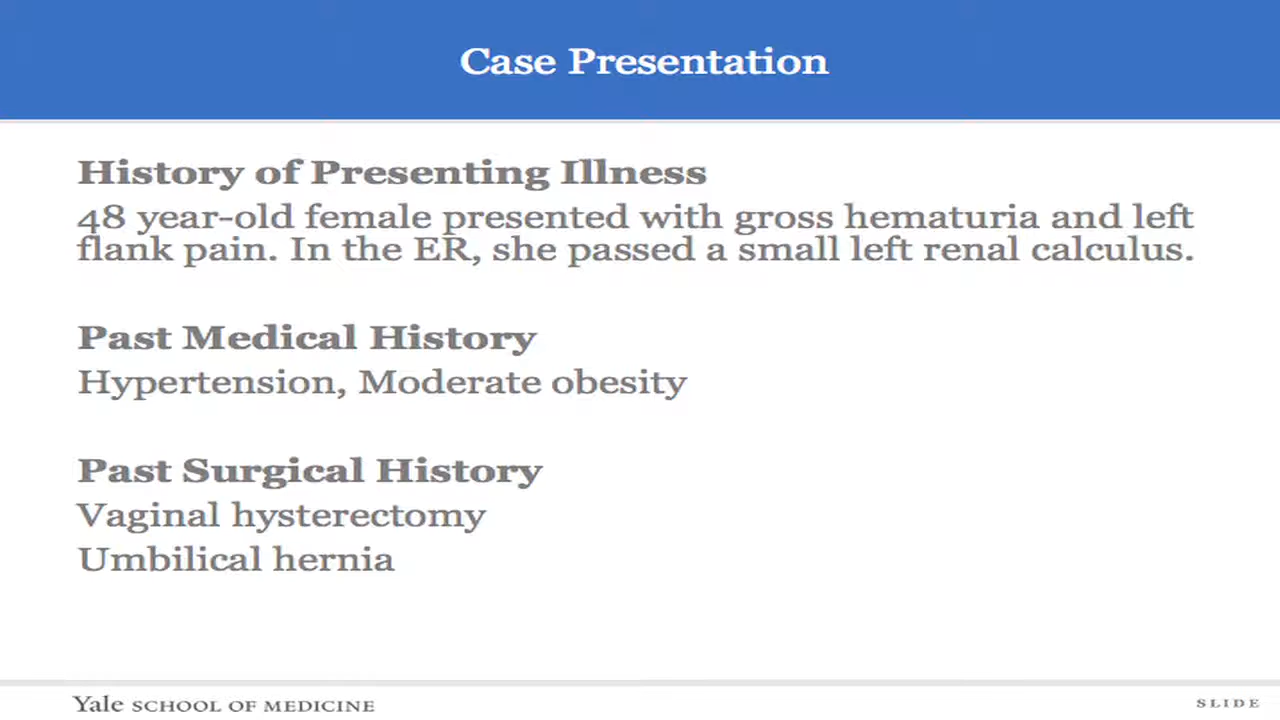 Case Presentation
History of Presenting Illness
48 year-old female presented with gross hematuria and left
flank pain. In the ER, she passed a small left renal calculus.
Past Medical History
Hypertension, Moderate obesity
Past Surgical History
Vaginal hysterectomy
Umbilical hernia
Yale SCHOOL OF MEDICINE
SLIDE